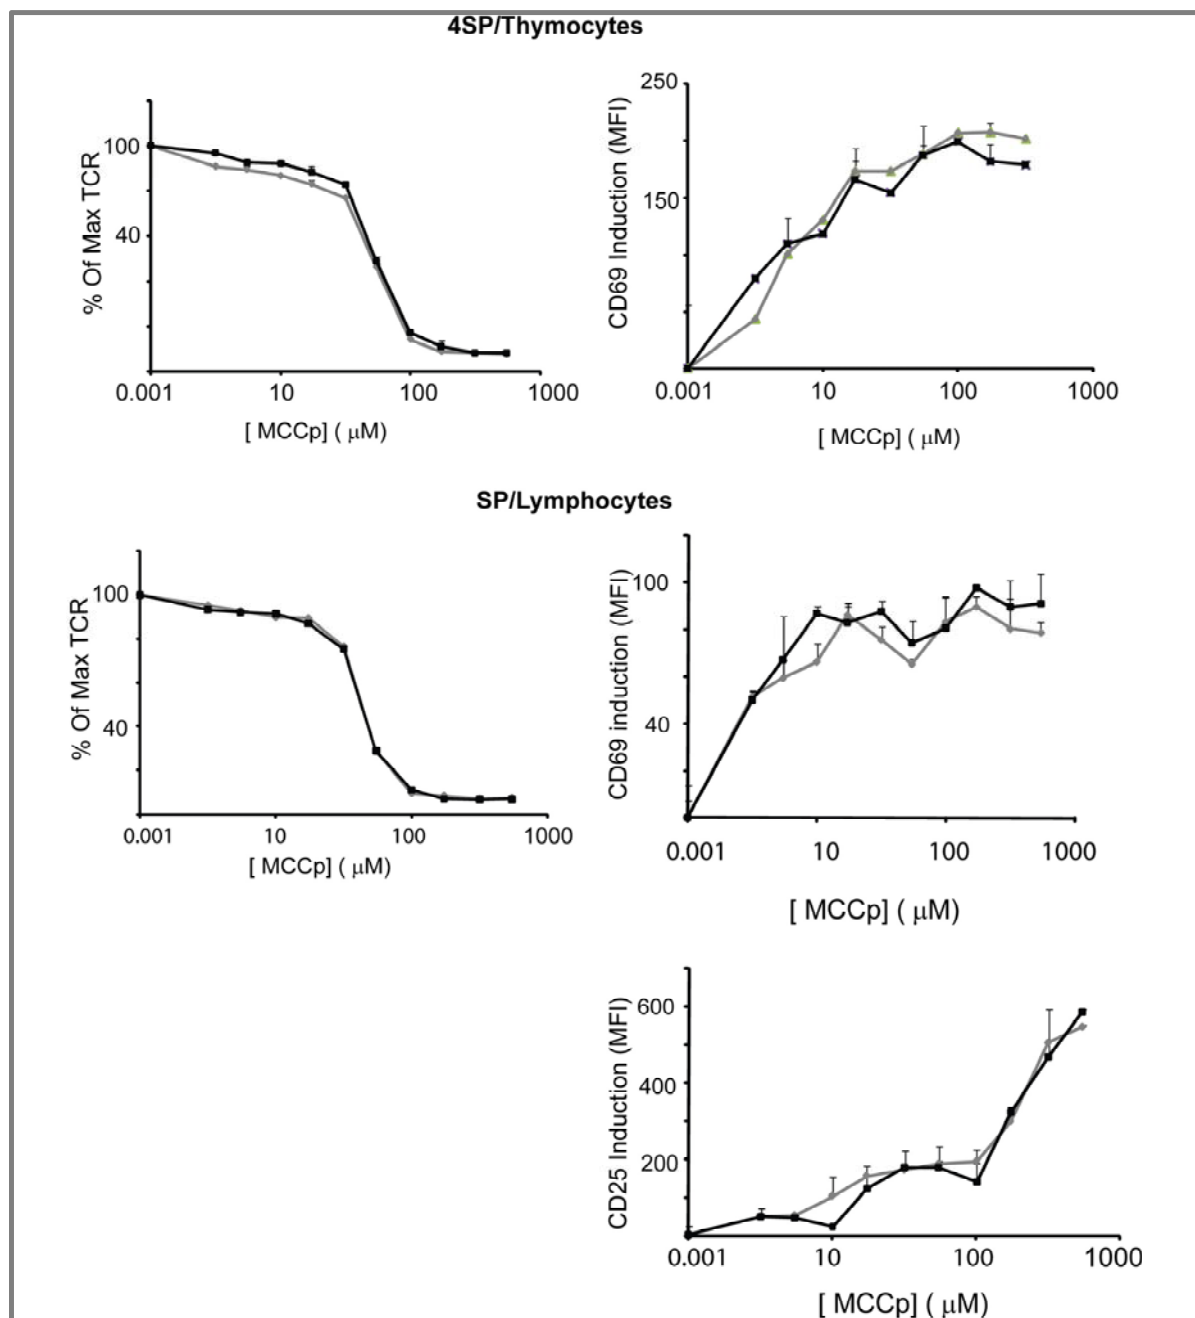 4SP/Thymocytes
% Of Max TCR
100
40
0.001 10 100 1000
[ MCCp] ( μM)
CD69 Induction (MFI)
250
150
0.001 10 100 1000
[ MCCp] ( μM)
SP/Lymphocytes
% Of Max TCR
100
40
0.001 10 100 1000
[ MCCp] ( μM)
CD69 induction (MFI)
100
40
0.001 10 100 1000
[ MCCp] ( μM)
CD25 Induction (MFI)
600
400
200
0.001 10 100 1000
[ MCCp] ( μM)